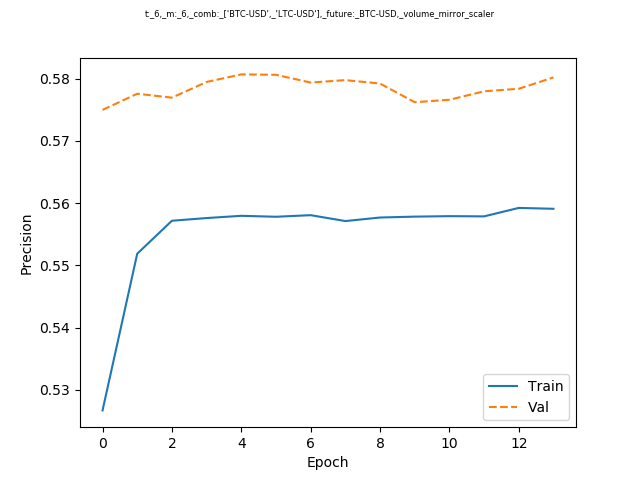 t:_6,_m:_6,_comb:_['BTC-USD',_'LTC-USD'],_future:_BTC-USD,_volume_mirror_scaler
0.58
0.57
0.56
0.55
0.54
0.53
Precision
0 2 4 6 8 10 12
Epoch
Train
Val